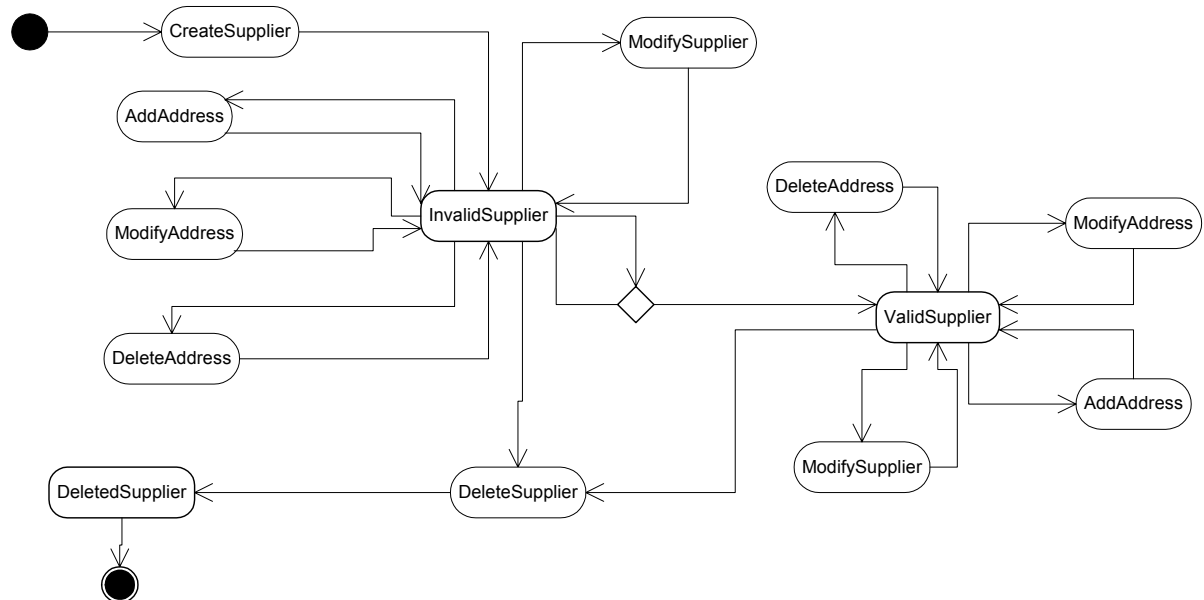 CreateSupplier
ModifySupplier
AddAddress
DeleteAddress
InvalidSupplier
ModifyAddress
ModifyAddress
ValidSupplier
DeleteAddress
AddAddress
ModifySupplier
DeletedSupplier
DeleteSupplier